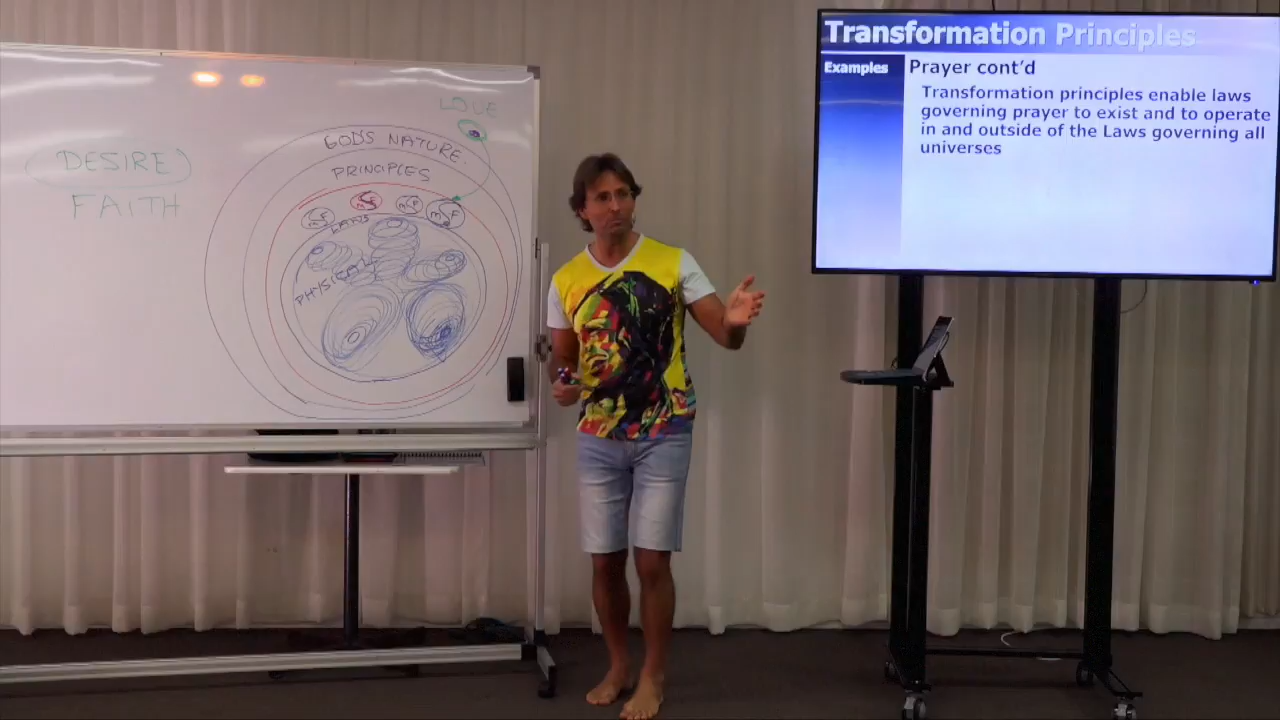 DESIRE
FAITH
LOVE
GOD'S NATURE
PRINCIPLES
M F
M F
M F
M F
LAWS
PHYSICAL
Transformation Principles
Examples
Prayer cont'd
Transformation principles enable laws
governing prayer to exist and to operate
in and outside of the Laws governing all
universes